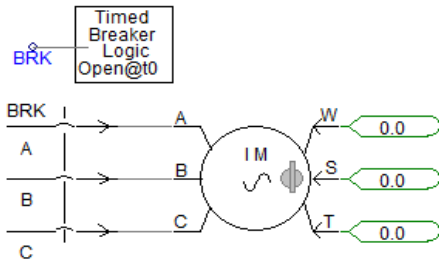 Timed
Breaker
Logic
Open@t0
BRK
BRK
A
B
C
A
B
C
I M
W
S
T
0.0
0.0
0.0